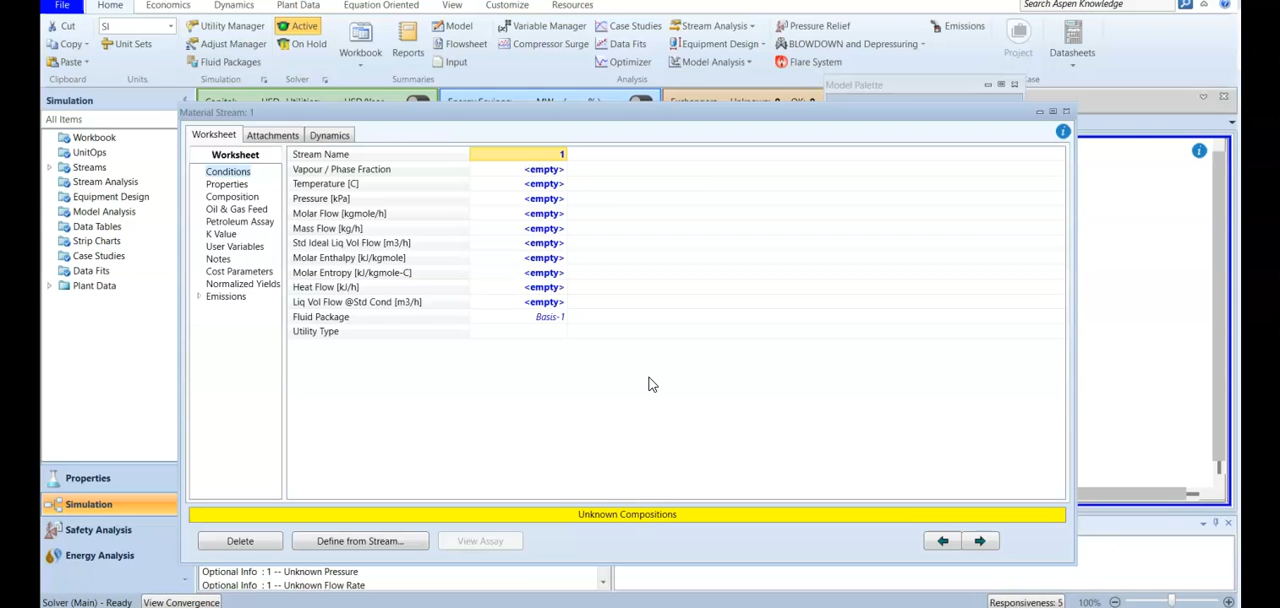 File Home Economics Dynamics Plant Data Equation Oriented View Customize Resources Search Aspen Knowledge
Cut SI Utility Manager Active Model Variable Manager Case Studies Stream Analysis Pressure Relief Emissions
Copy Unit Sets Adjust Manager On Hold Workbook Reports Flowsheet Compressor Surge Data Fits Equipment Design BLOWDOWN and Depressuring Project Datasheets
Paste Fluid Packages Input Optimizer Model Analysis Flare System
Clipboard Units Simulation Solver Summaries Analysis
Model Palette
Simulation
All Items
Workbook
UnitOps
Streams
Stream Analysis
Equipment Design
Model Analysis
Data Tables
Strip Charts
Case Studies
Data Fits
Plant Data
Properties
Simulation
Safety Analysis
Energy Analysis
Material Stream: 1
Worksheet Attachments Dynamics
Worksheet
Conditions
Properties
Composition
Oil & Gas Feed
Petroleum Assay
K Value
User Variables
Notes
Cost Parameters
Normalized Yields
Emissions
Stream Name 1
Vapour / Phase Fraction <empty>
Temperature [C] <empty>
Pressure [kPa] <empty>
Molar Flow [kgmole/h] <empty>
Mass Flow [kg/h] <empty>
Std Ideal Liq Vol Flow [m3/h] <empty>
Molar Enthalpy [kJ/kgmole] <empty>
Molar Entropy [kJ/kgmole-C] <empty>
Heat Flow [kJ/h] <empty>
Liq Vol Flow @Std Cond [m3/h] <empty>
Fluid Package Basis-1
Utility Type
Unknown Compositions
Delete Define from Stream... View Assay
Optional Info : 1 -- Unknown Pressure
Optional Info : 1 -- Unknown Flow Rate
Solver (Main) - Ready View Convergence Responsiveness: 5 100%